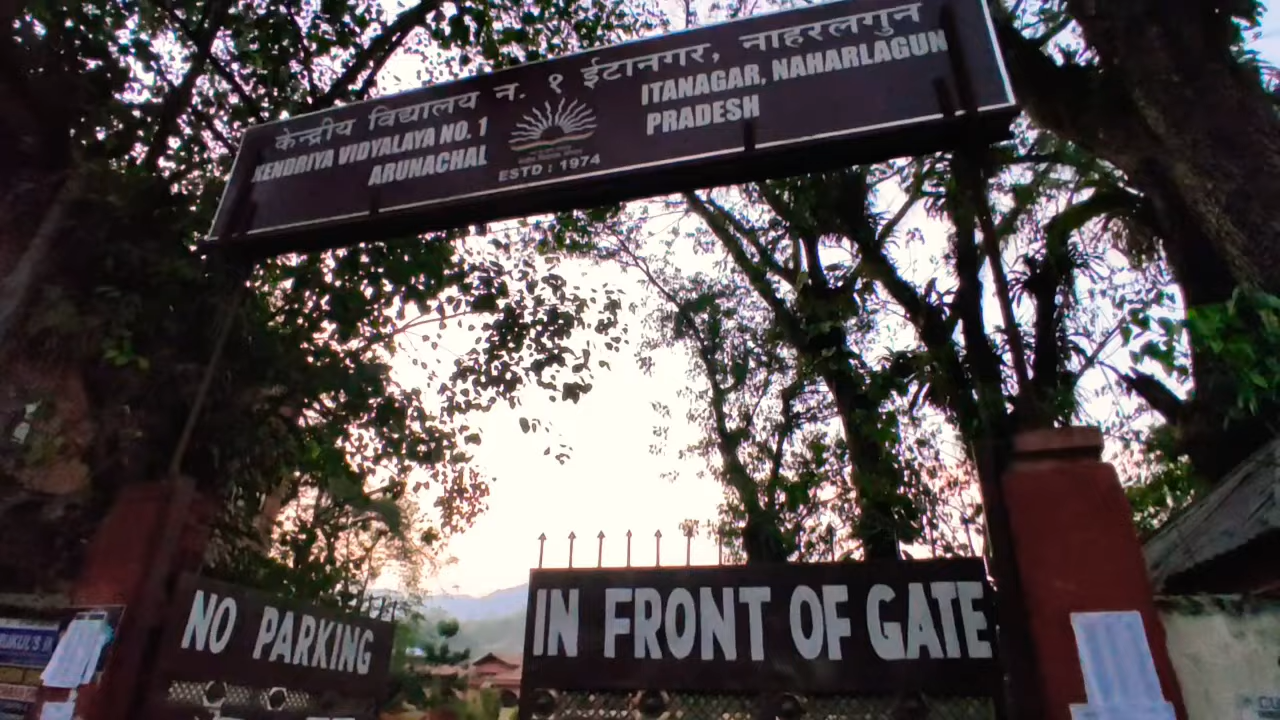 केन्द्रीय विद्यालय न. १ ईटानगर, नाहरलगुन
KENDRIYA VIDYALAYA NO. 1 ITANAGAR, NAHARLAGUN
ARUNACHAL PRADESH
ESTD : 1974
NO PARKING IN FRONT OF GATE